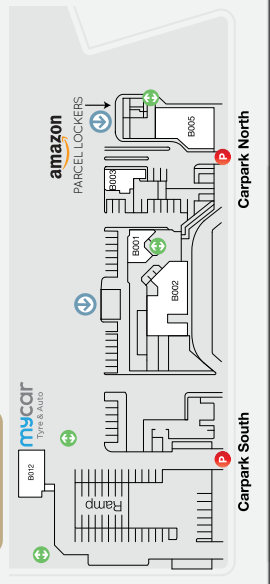 amazon
PARCEL LOCKERS
B005
P
Carpark North
B003
B001
B002
mycar
Tyre & Auto
B012
Ramp
P
Carpark South